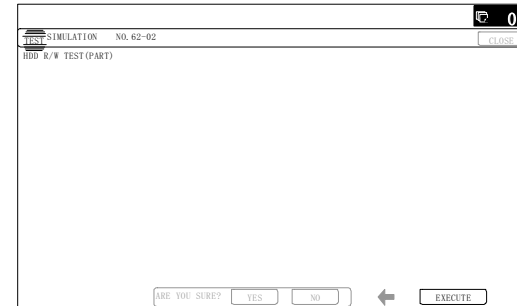 0
TEST SIMULATION NO. 62-02
CLOSE
HDD R/W TEST(PART)
ARE YOU SURE? YES NO EXECUTE